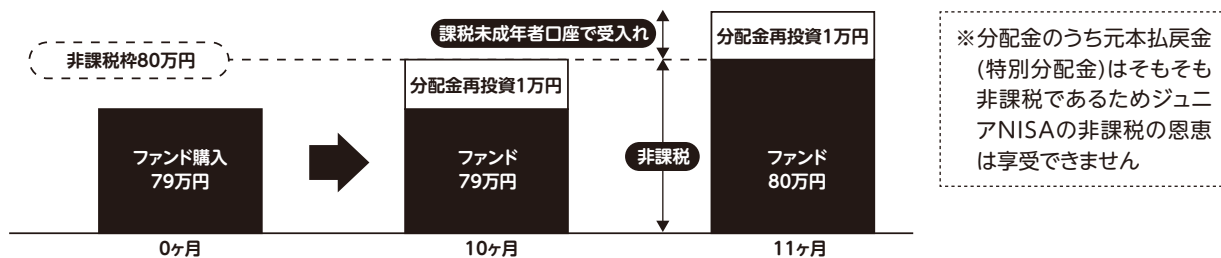 課税未成年者口座で受入れ
分配金再投資1万円
非課税枠80万円
分配金再投資1万円
ファンド購入
79万円
ファンド
79万円
非課税
ファンド
80万円
0ヶ月
10ヶ月
11ヶ月
※分配金のうち元本払戻金
(特別分配金)はそもそも
非課税であるためジュニ
アNISAの非課税の恩恵
は享受できません